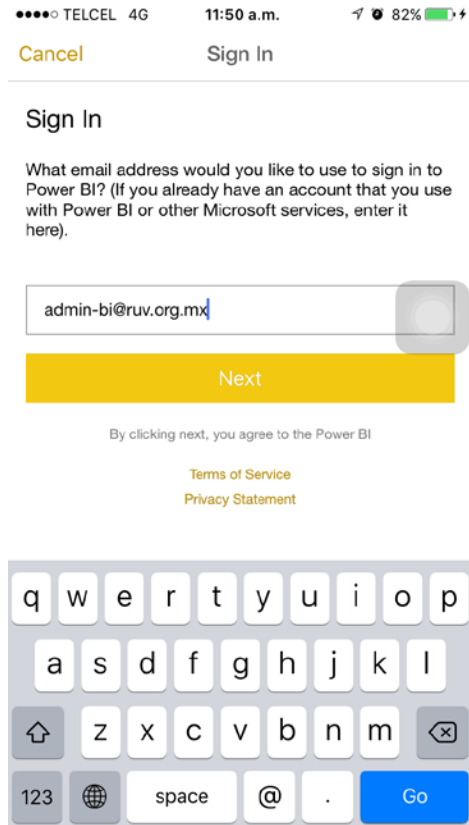 TELCEL 4G 11:50 a.m. 82%
Cancel Sign In
Sign In
What email address would you like to use to sign in to
Power BI? (If you already have an account that you use
with Power BI or other Microsoft services, enter it
here).
admin-bi@ruv.org.mx
Next
By clicking next, you agree to the Power BI
Terms of Service
Privacy Statement
q w e r t y u i o p
a s d f g h j k l
z x c v b n m
123 space @ . Go